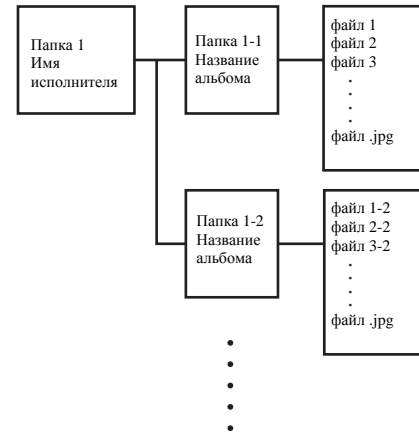 Папка 1
Имя
исполнителя
Папка 1-1
Название
альбома
файл 1
файл 2
файл 3
файл .jpg
Папка 1-2
Название
альбома
файл 1-2
файл 2-2
файл 3-2
файл .jpg